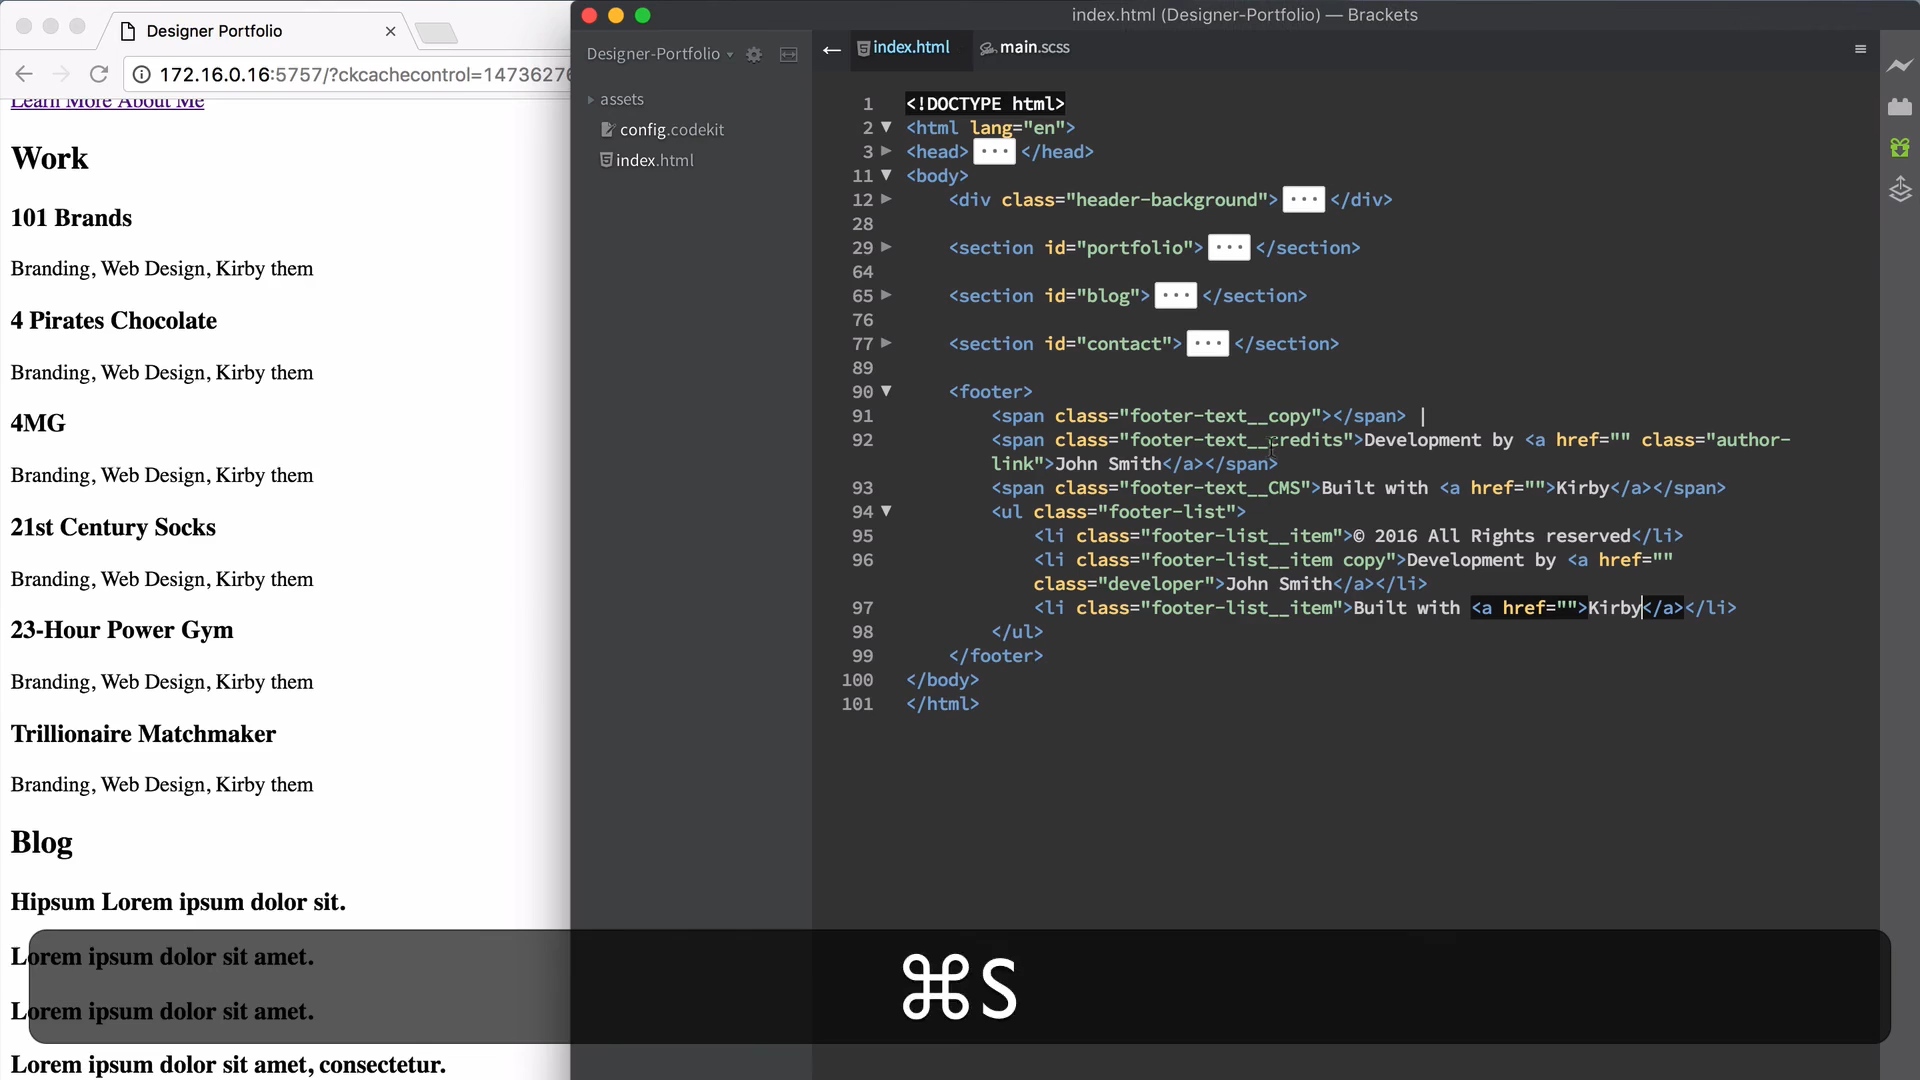 Designer Portfolio
172.16.0.16:5757/?ckcachecontrol=14736276
Learn More About Me
Work
101 Brands
Branding, Web Design, Kirby them
4 Pirates Chocolate
Branding, Web Design, Kirby them
4MG
Branding, Web Design, Kirby them
21st Century Socks
Branding, Web Design, Kirby them
23-Hour Power Gym
Branding, Web Design, Kirby them
Trillionaire Matchmaker
Branding, Web Design, Kirby them
Blog
Hipsum Lorem ipsum dolor sit.
Lorem ipsum dolor sit amet.
Lorem ipsum dolor sit amet.
Lorem ipsum dolor sit amet, consectetur.
index.html (Designer-Portfolio) — Brackets
Designer-Portfolio
assets
config.codekit
index.html
index.html
main.scss
1 <!DOCTYPE html>
2 <html lang="en">
3 <head> ... </head>
11 <body>
12 <div class="header-background"> ... </div>
28
29 <section id="portfolio"> ... </section>
64
65 <section id="blog"> ... </section>
76
77 <section id="contact"> ... </section>
89
90 <footer>
91 <span class="footer-text__copy"></span> |
92 <span class="footer-text__credits">Development by <a href="" class="author-
link">John Smith</a></span>
93 <span class="footer-text__CMS">Built with <a href="">Kirby</a></span>
94 <ul class="footer-list">
95 <li class="footer-list__item">© 2016 All Rights reserved</li>
96 <li class="footer-list__item copy">Development by <a href=""
class="developer">John Smith</a></li>
97 <li class="footer-list__item">Built with <a href="">Kirby</a></li>
98 </ul>
99 </footer>
100 </body>
101 </html>
⌘S